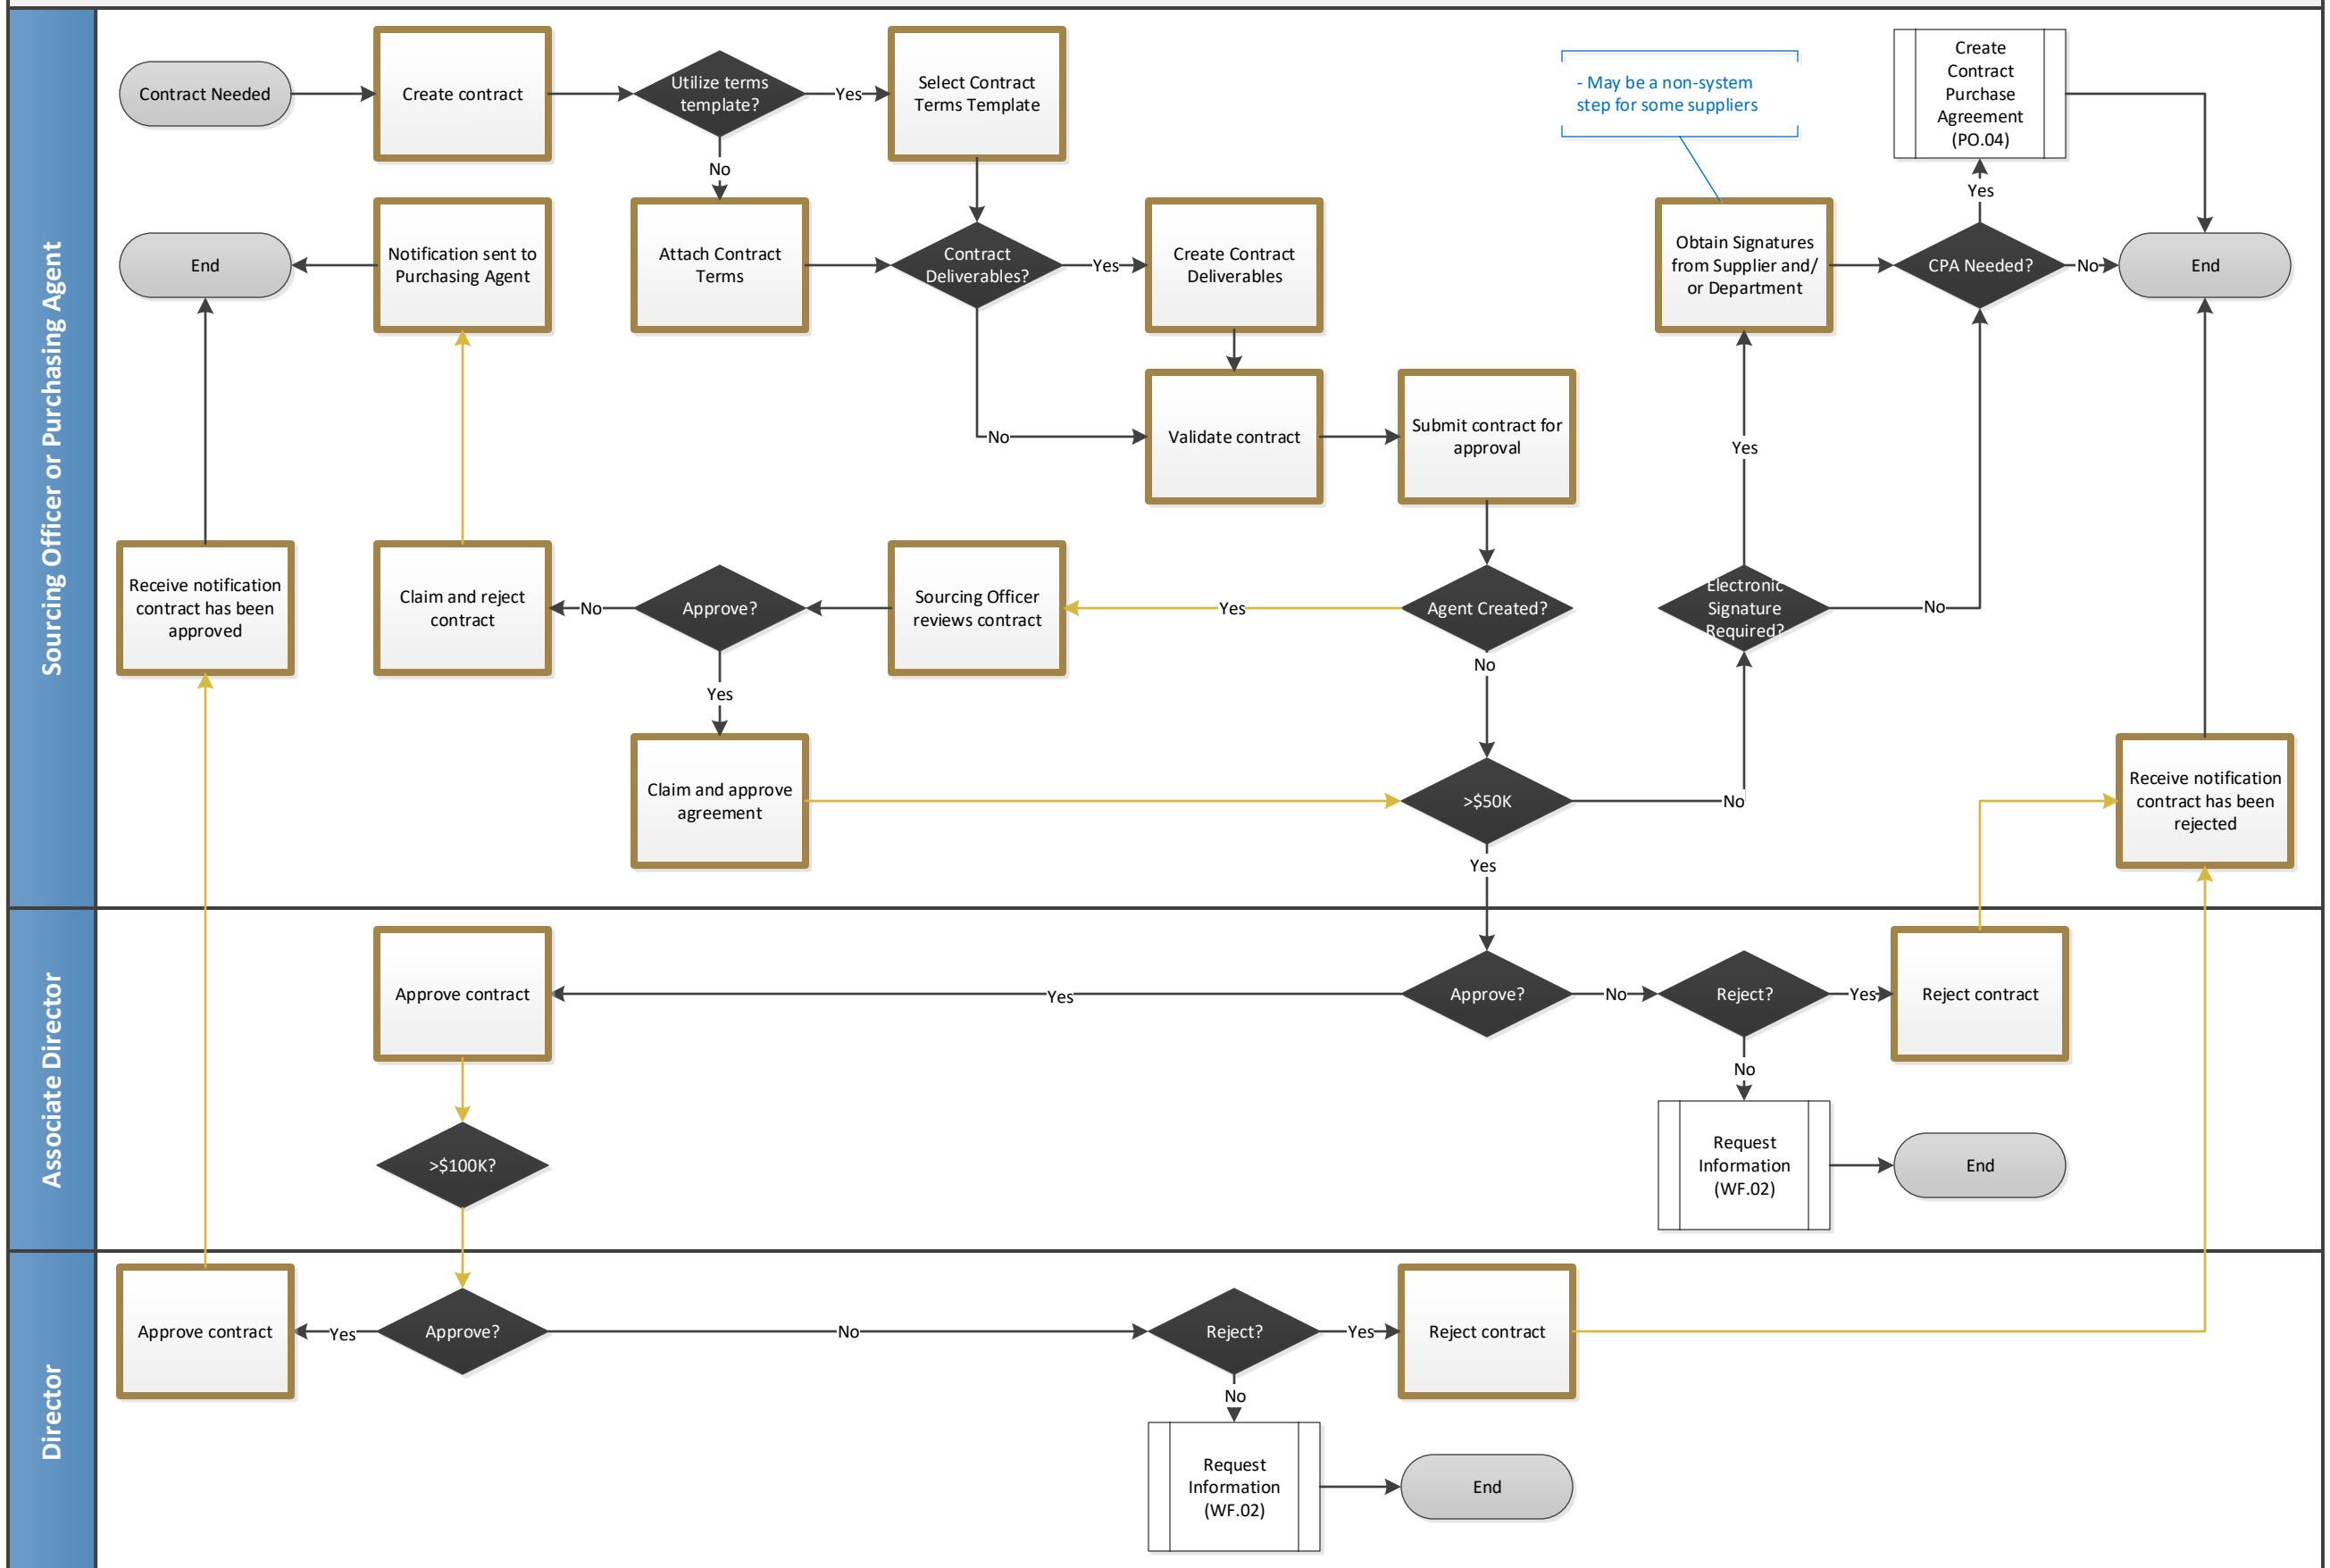 Sourcing Officer or Purchasing Agent
Contract Needed
Create contract
Utilize terms
template?
Yes
Select Contract
Terms Template
- May be a non-system
step for some suppliers
Create
Contract
Purchase
Agreement
(PO.04)
No
Yes
End
Notification sent to
Purchasing Agent
Attach Contract
Terms
Contract
Deliverables?
Yes
Create Contract
Deliverables
Obtain Signatures
from Supplier and/
or Department
CPA Needed?
No
End
No
Validate contract
Submit contract for
approval
Yes
Receive notification
contract has been
approved
Claim and reject
contract
No
Approve?
Sourcing Officer
reviews contract
Yes
Agent Created?
Electronic
Signature
Required?
No
Yes
No
Claim and approve
agreement
>$50K
No
Receive notification
contract has been
rejected
Yes
Associate Director
Approve contract
Yes
Approve?
No
Reject?
Yes
Reject contract
No
>$100K?
Request
Information
(WF.02)
End
Director
Approve contract
Yes
Approve?
No
Reject?
Yes
Reject contract
No
Request
Information
(WF.02)
End